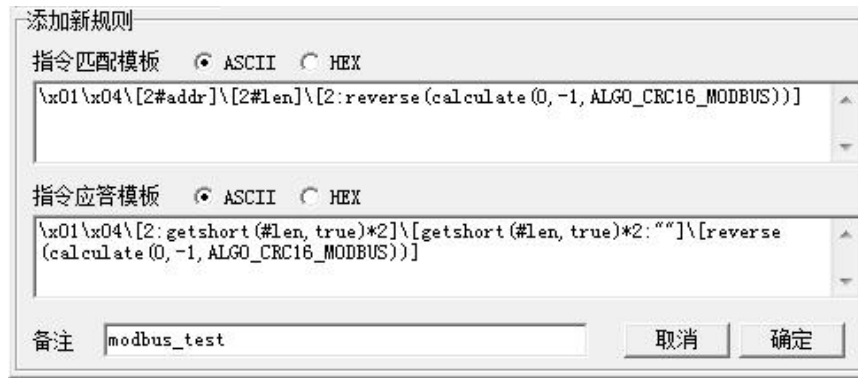 添加新规则
指令匹配模板 ASCII HEX
\x01\x04\[2#addr]\[2#len]\[2:reverse(calculate(0,-1,ALGO_CRC16_MODBUS))]
指令应答模板 ASCII HEX
\x01\x04\[2:getshort(#len,true)*2]\[getshort(#len,true)*2:""]\[reverse
(calculate(0,-1,ALGO_CRC16_MODBUS))]
备注 modbus_test 取消 确定